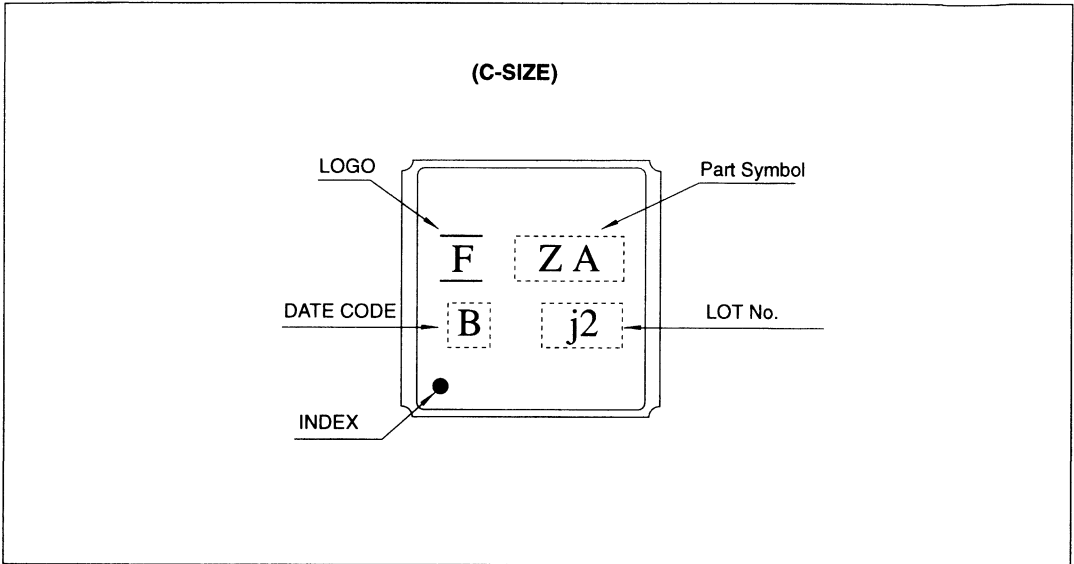 (C-SIZE)
LOGO
Part Symbol
F
Z A
DATE CODE
B
j2
LOT No.
INDEX